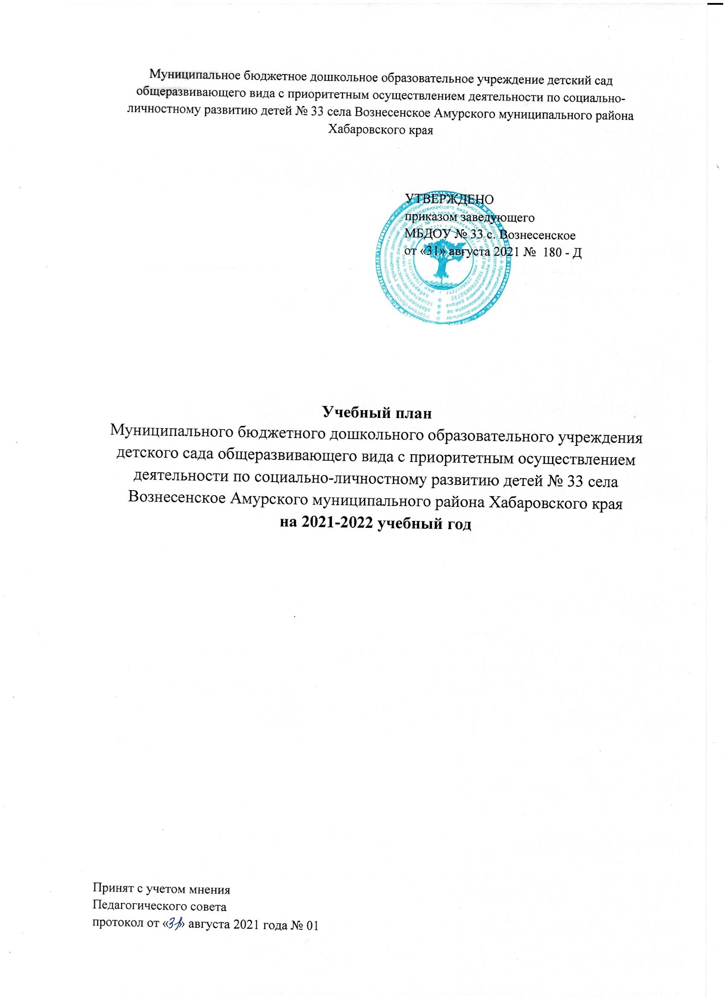 Муниципальное бюджетное дошкольное образовательное учреждение детский сад
общеразвивающего вида с приоритетным осуществлением деятельности по социально-
личностному развитию детей № 33 села Вознесенское Амурского муниципального района
Хабаровского края
УТВЕРЖДЕНО
приказом заведующего
МБДОУ № 33 с. Вознесенское
от «31» августа 2021 № 180 - Д
Учебный план
Муниципального бюджетного дошкольного образовательного учреждения
детского сада общеразвивающего вида с приоритетным осуществлением
деятельности по социально-личностному развитию детей № 33 села
Вознесенское Амурского муниципального района Хабаровского края
на 2021-2022 учебный год
Принят с учетом мнения
Педагогического совета
протокол от «31» августа 2021 года № 01